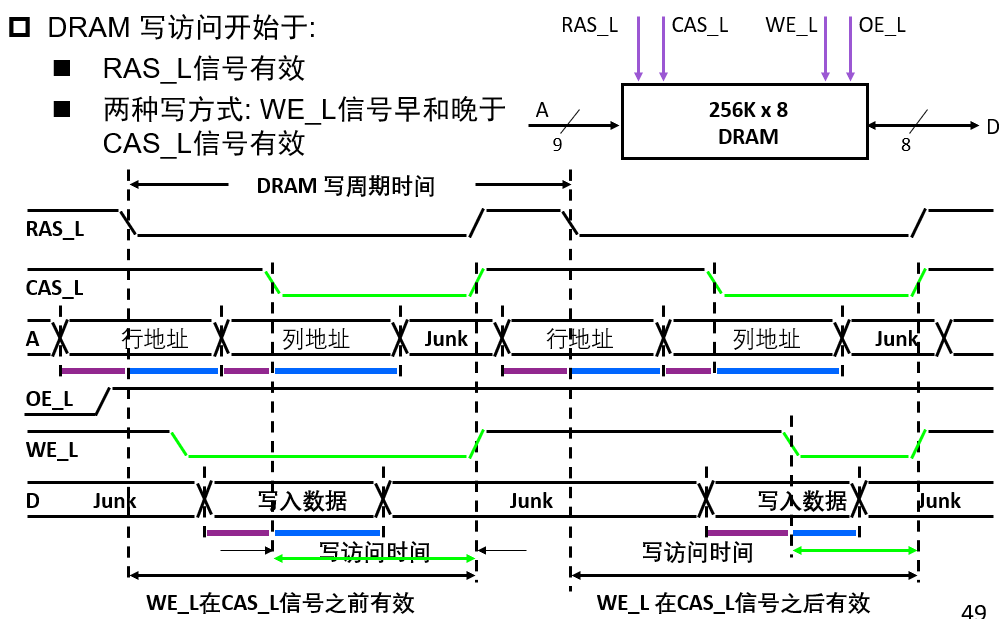 DRAM 写访问开始于:
RAS_L信号有效
两种写方式: WE_L信号早和晚于
CAS_L信号有效
RAS_L CAS_L WE_L OE_L
A 9
256K x 8
DRAM
8 D
DRAM 写周期时间
RAS_L
CAS_L
A 行地址 列地址 Junk 行地址 列地址 Junk
OE_L
WE_L
D Junk 写入数据 Junk 写入数据 Junk
写访问时间 写访问时间
WE_L在CAS_L信号之前有效 WE_L 在CAS_L信号之后有效
49